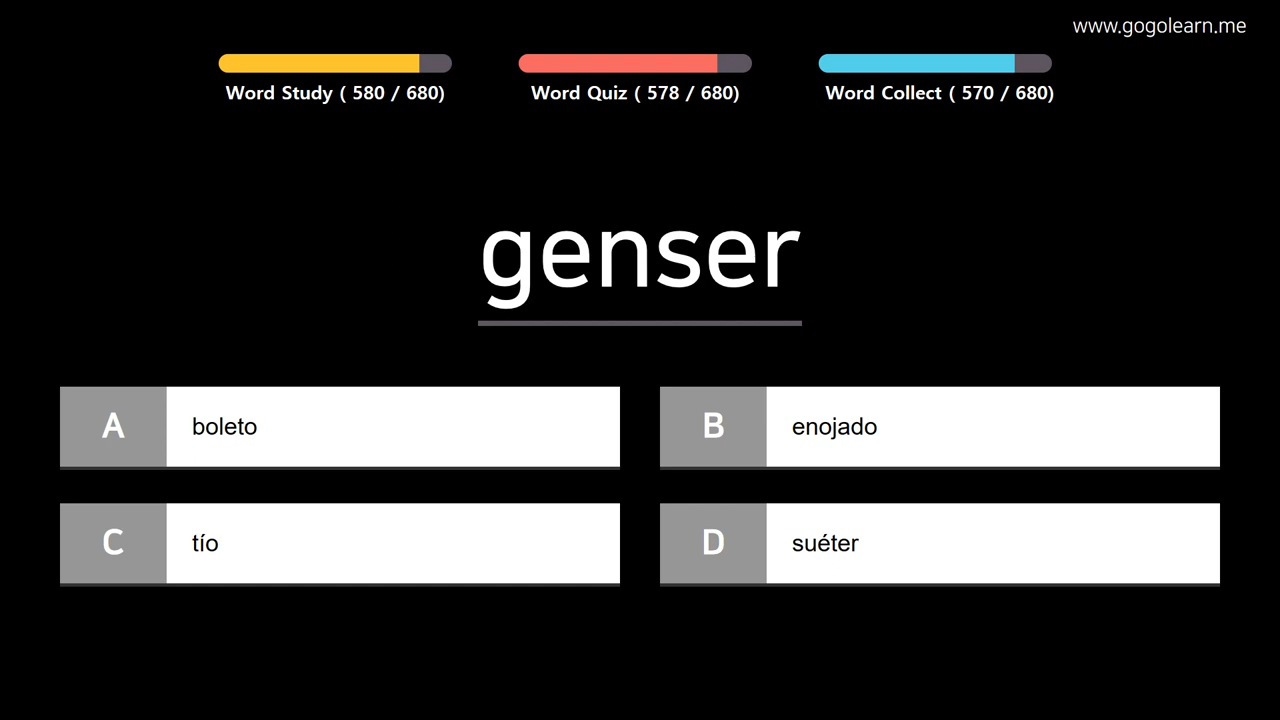 www.gogolearn.me
Word Study ( 580 / 680)
Word Quiz ( 578 / 680)
Word Collect ( 570 / 680)
genser
A boleto
B enojado
C tío
D suéter